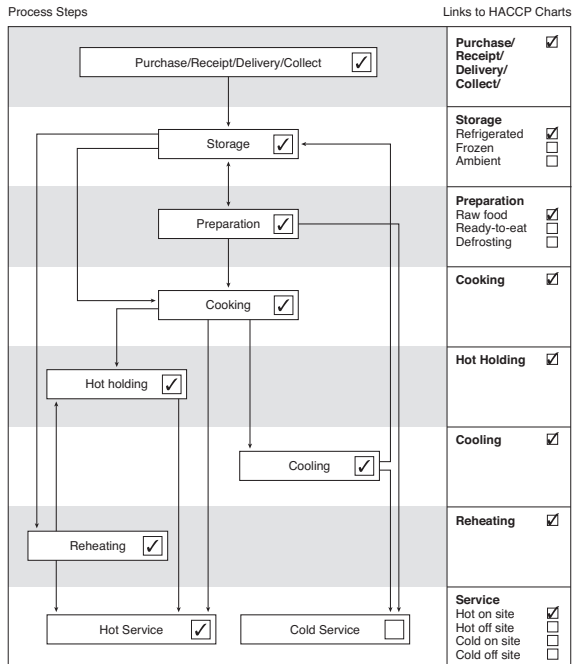 Process Steps
Links to HACCP Charts
Purchase/Receipt/Delivery/Collect
Purchase/
Receipt/
Delivery/
Collect/
Storage
Storage
Refrigerated
Frozen
Ambient
Preparation
Preparation
Raw food
Ready-to-eat
Defrosting
Cooking
Cooking
Hot holding
Hot Holding
Cooling
Cooling
Reheating
Reheating
Hot Service
Cold Service
Service
Hot on site
Hot off site
Cold on site
Cold off site